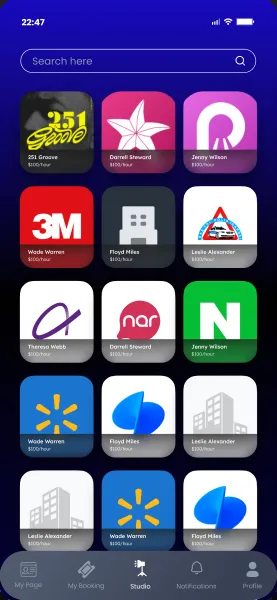 22:47
Search here
251
Groove
251 Groove
$100/hour
Darrell Steward
$100/hour
Jenny Wilson
$100/hour
3M
Wade Warren
$100/hour
Floyd Miles
$100/hour
Leslie Alexander
$100/hour
Theresa Webb
$100/hour
nar
Darrell Steward
$100/hour
N
Jenny Wilson
$100/hour
Wade Warren
$100/hour
Floyd Miles
$100/hour
Leslie Alexander
$100/hour
Leslie Alexander
$100/hour
Wade Warren
$100/hour
Floyd Miles
$100/hour
My Page
My Booking
Studio
Notifications
Profile